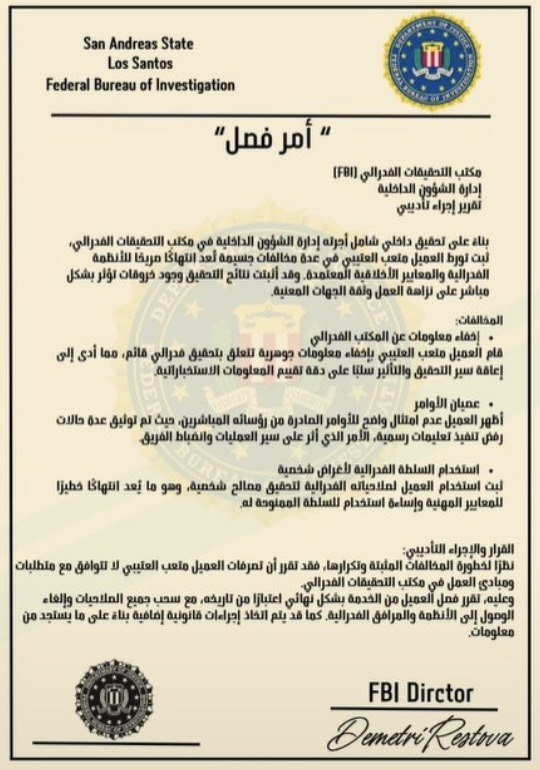 San Andreas State
Los Santos
Federal Bureau of Investigation
DEPARTMENT OF JUSTICE
FEDERAL BUREAU OF INVESTIGATION
“ أمر فصل“
مكتب التحقيقات الفدرالي (FBI)
إدارة الشؤون الداخلية
تقرير إجراء تأديبي
بناءً على تحقيق داخلي شامل أجرته إدارة الشؤون الداخلية في مكتب التحقيقات الفدرالي،
ثبت تورط العميل متعب العتيبي في عدة مخالفات جسيمة تُعد انتهاكًا صريحًا للأنظمة
الفدرالية والمعايير الأخلاقية المعتمدة. وقد أثبتت نتائج التحقيق وجود خروقات تؤثر بشكل
مباشر على نزاهة العمل وثقة الجهات المعنية.
المخالفات:
• إخفاء معلومات عن المكتب الفدرالي
قام العميل متعب العتيبي بإخفاء معلومات جوهرية تتعلق بتحقيق فدرالي قائم، مما أدى إلى
إعاقة سير التحقيق والتأثير سلبًا على دقة تقييم المعلومات الاستخباراتية.
• عصيان الأوامر
أظهر العميل عدم امتثال واضح للأوامر الصادرة من رؤسائه المباشرين، حيث تم توثيق عدة حالات
رفض تنفيذ تعليمات رسمية، الأمر الذي أثر على سير العمليات وانضباط الفريق.
• استخدام السلطة الفدرالية لأغراض شخصية
ثبت استخدام العميل لصلاحياته الفدرالية لتحقيق مصالح شخصية، وهو ما يُعد انتهاكًا خطيرًا
للمعايير المهنية وإساءة استخدام للسلطة الممنوحة له.
القرار والإجراء التأديبي:
نظرًا لخطورة المخالفات المثبتة وتكرارها، فقد تقرر أن تصرفات العميل متعب العتيبي لا تتوافق مع متطلبات
ومبادئ العمل في مكتب التحقيقات الفدرالي.
وعليه، تقرر فصل العميل من الخدمة بشكل نهائي اعتبارًا من تاريخه، مع سحب جميع الصلاحيات وإلغاء
الوصول إلى الأنظمة والمرافق الفدرالية. كما قد يتم اتخاذ إجراءات قانونية إضافية بناءً على ما يستجد من
معلومات.
FBI Dirctor
Demetri Restova